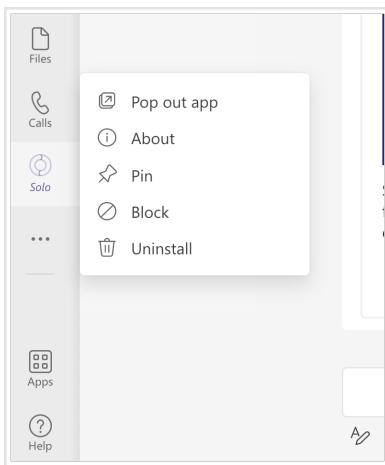 Files
Calls
Solo
Apps
Help
Pop out app
About
Pin
Block
Uninstall